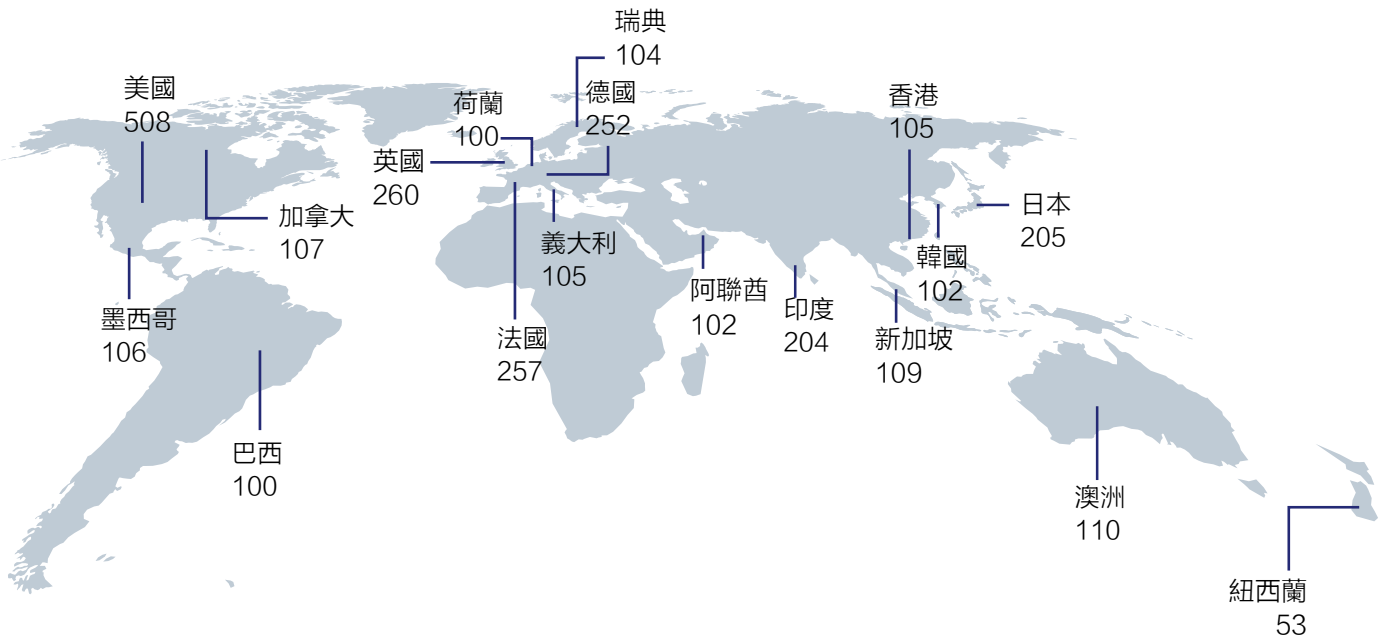 瑞典
104
美國
508
荷蘭
100
德國
252
香港
105
英國
260
加拿大
107
日本
205
義大利
105
韓國
102
阿聯酋
102
印度
204
墨西哥
106
法國
257
新加坡
109
巴西
100
澳洲
110
紐西蘭
53